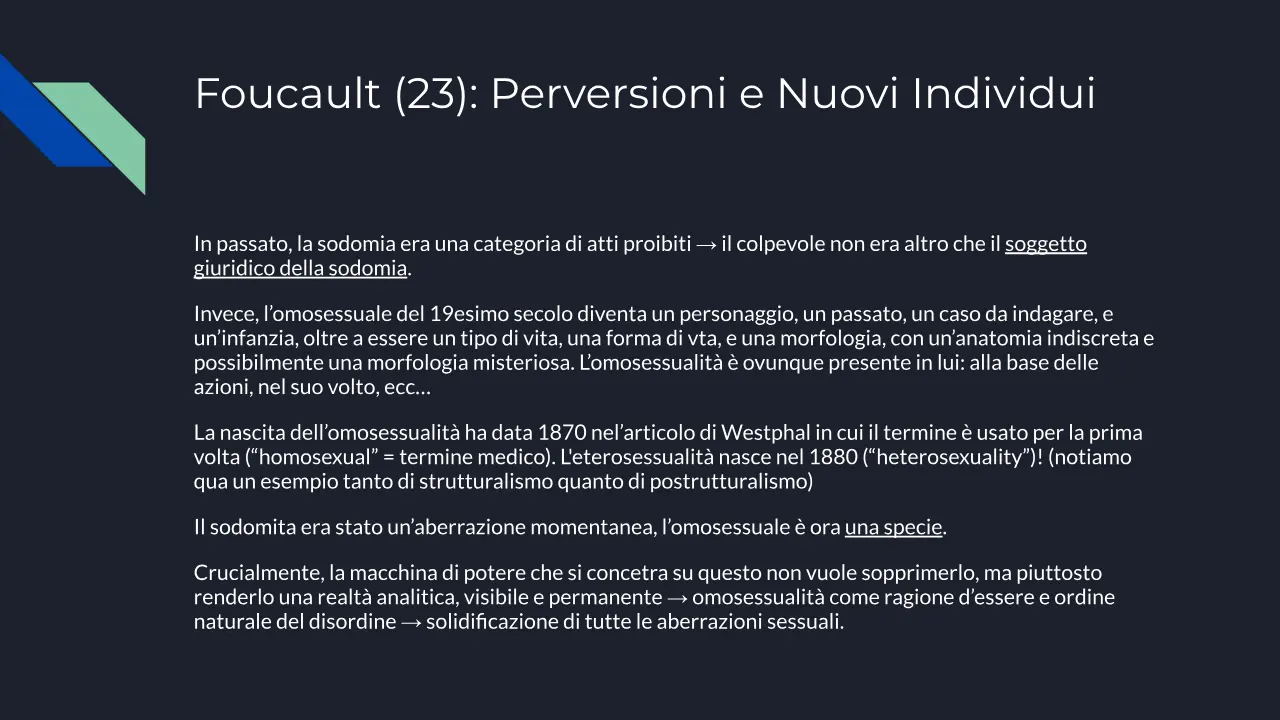 Foucault (23): Perversioni e Nuovi Individui
In passato, la sodomia era una categoria di atti proibiti → il colpevole non era altro che il soggetto
giuridico della sodomia.
Invece, l’omosessuale del 19esimo secolo diventa un personaggio, un passato, un caso da indagare, e
un’infanzia, oltre a essere un tipo di vita, una forma di vta, e una morfologia, con un’anatomia indiscreta e
possibilmente una morfologia misteriosa. L’omosessualità è ovunque presente in lui: alla base delle
azioni, nel suo volto, ecc…
La nascita dell’omosessualità ha data 1870 nel’articolo di Westphal in cui il termine è usato per la prima
volta (“homosexual” = termine medico). L'eterosessualità nasce nel 1880 (“heterosexuality”)! (notiamo
qua un esempio tanto di strutturalismo quanto di postrutturalismo)
Il sodomita era stato un’aberrazione momentanea, l’omosessuale è ora una specie.
Crucialmente, la macchina di potere che si concetra su questo non vuole sopprimerlo, ma piuttosto
renderlo una realtà analitica, visibile e permanente → omosessualità come ragione d’essere e ordine
naturale del disordine → solidificazione di tutte le aberrazioni sessuali.